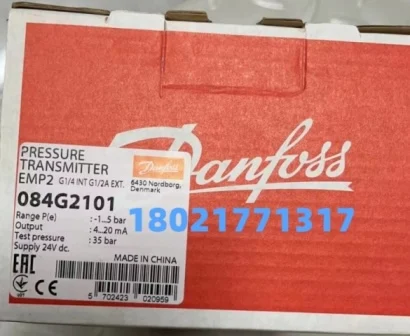 Danfoss
PRESSURE
TRANSMITTER
EMP2 G1/4 INT G1/2A EXT.
084G2101
Danfoss
6430 Nordborg,
Denmark
Range P(e) : -1...5 bar
Output : 4...20 mA
Test pressure : 35 bar
Supply 24V dc.
18021771317
EAC CE
MADE IN CHINA
5 702423 020959